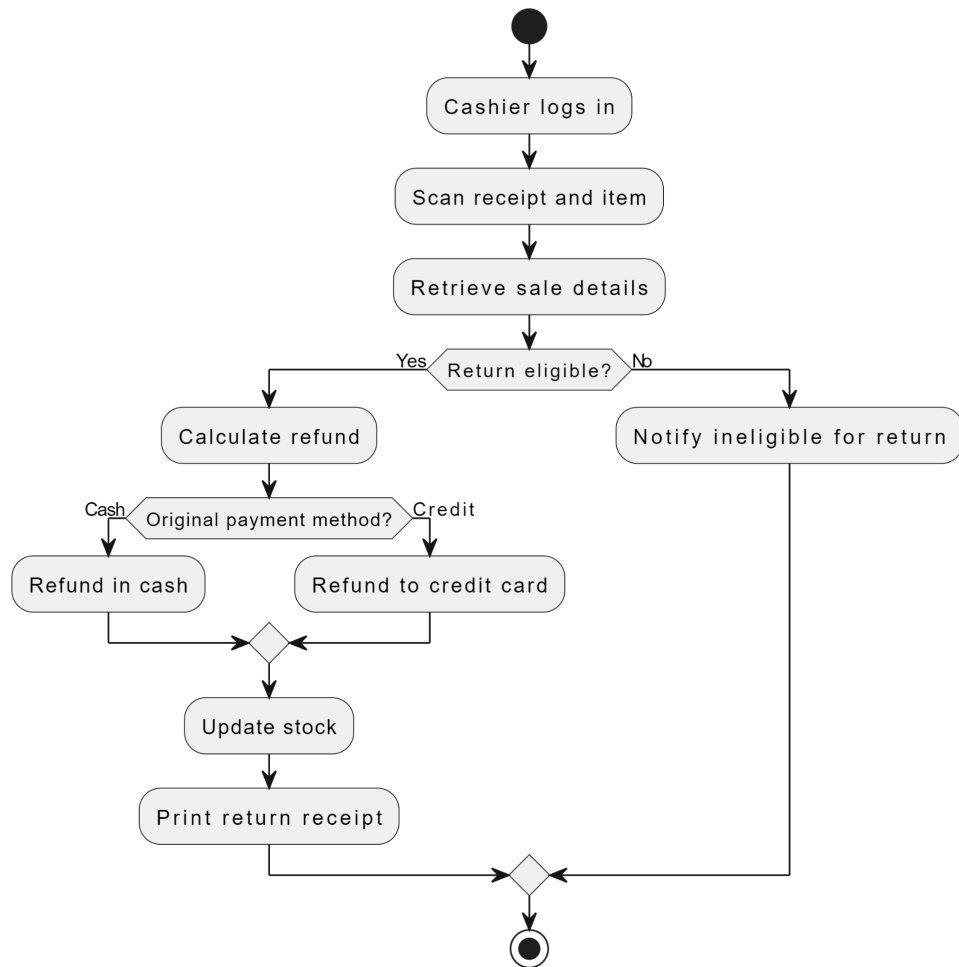 Cashier logs in
Scan receipt and item
Retrieve sale details
Yes
Return eligible?
No
Calculate refund
Notify ineligible for return
Cash
Original payment method?
Credit
Refund in cash
Refund to credit card
Update stock
Print return receipt